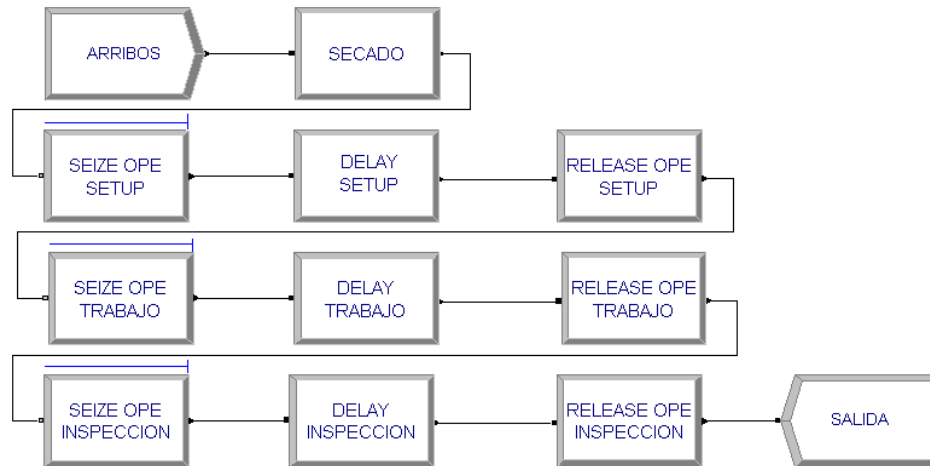 ARRIBOS
SECADO
SEIZE OPE
SETUP
DELAY
SETUP
RELEASE OPE
SETUP
SEIZE OPE
TRABAJO
DELAY
TRABAJO
RELEASE OPE
TRABAJO
SEIZE OPE
INSPECCION
DELAY
INSPECCION
RELEASE OPE
INSPECCION
SALIDA